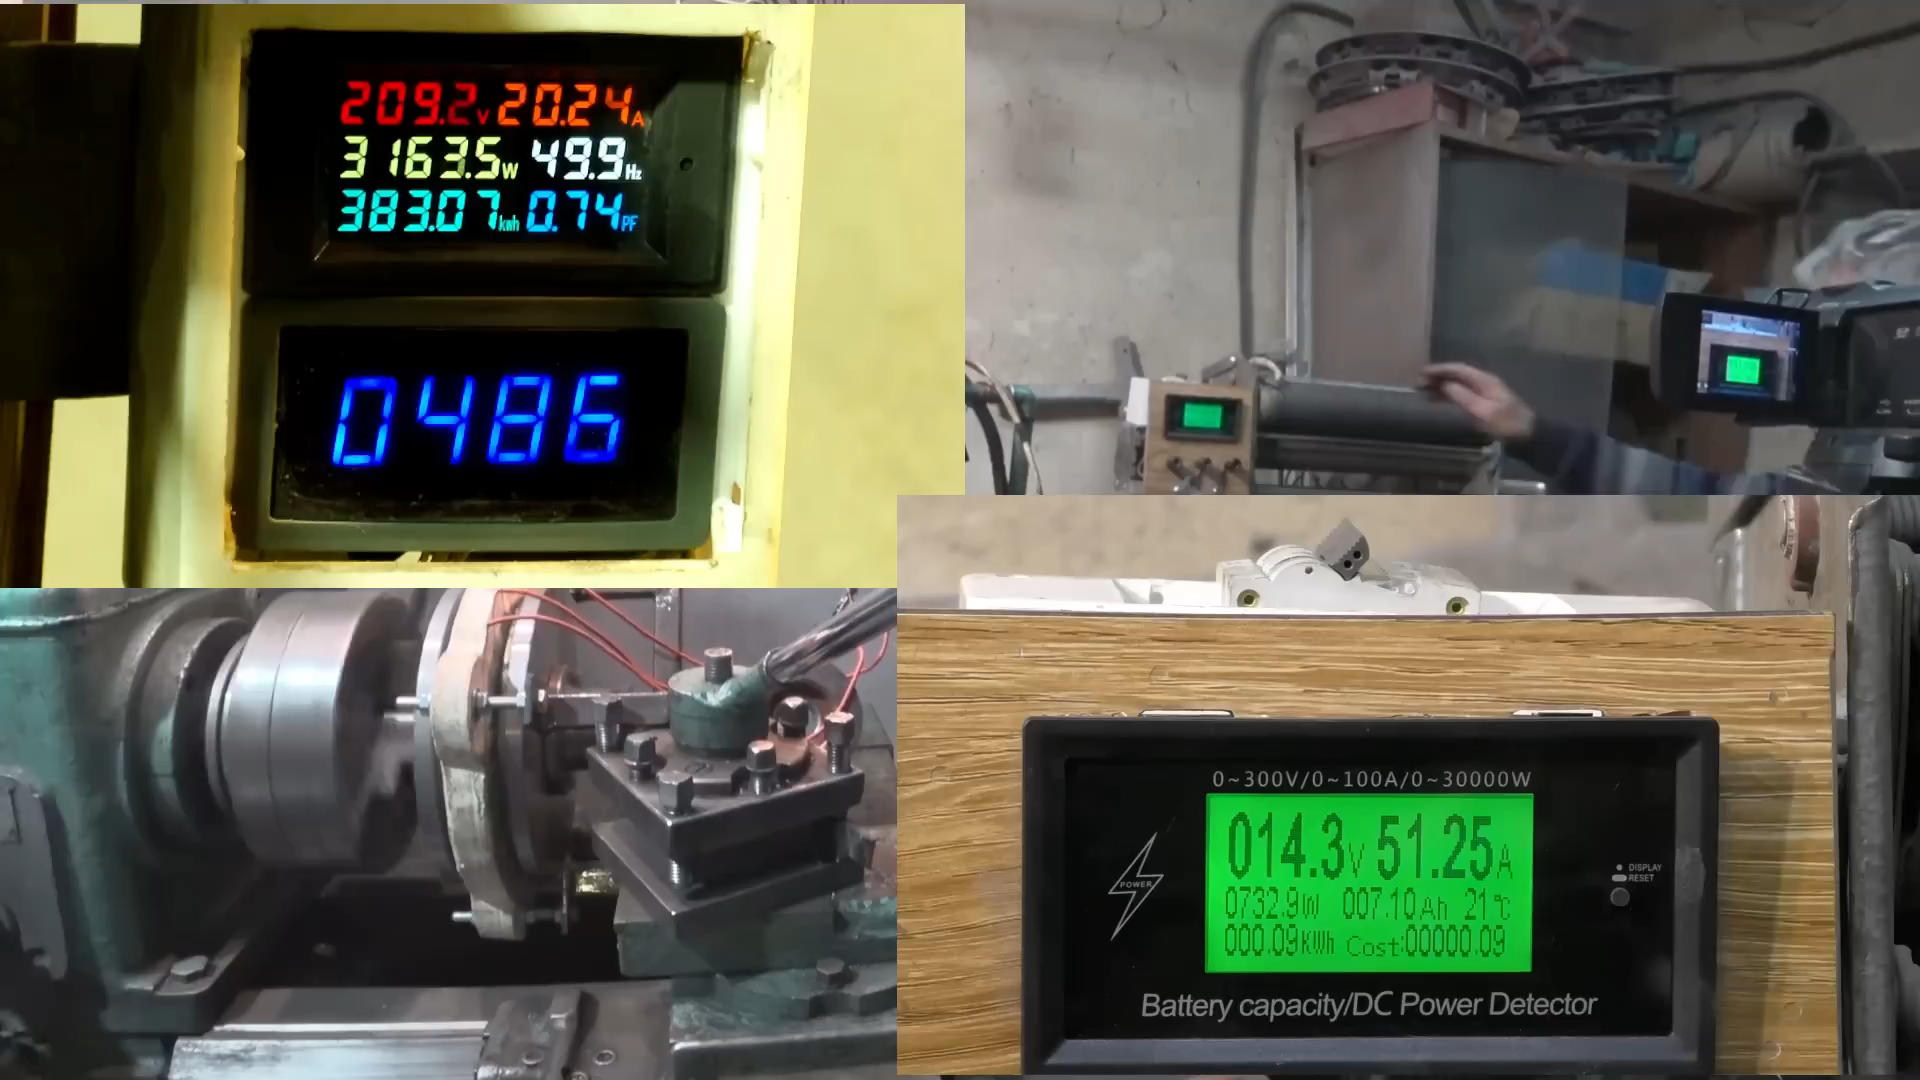 209.2V 20.24A
3163.5W 49.9Hz
383.07kWh 0.74PF
0486
0~300V/0~100A/0~30000W
014.3V 51.25A
0732.9W 007.10Ah 21℃
000.09KWh Cost:00000.09
POWER
DISPLAY
RESET
Battery capacity/DC Power Detector